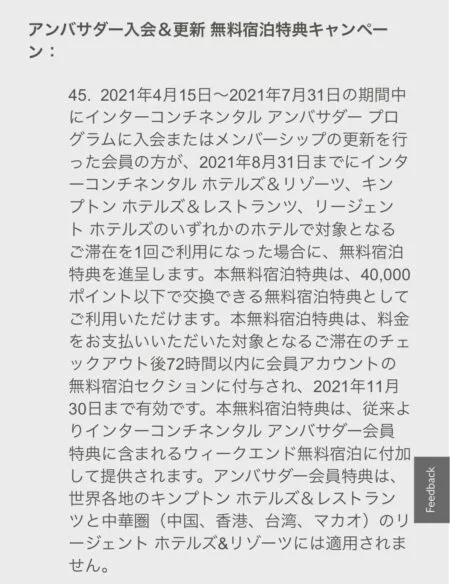 アンバサダー入会＆更新 無料宿泊特典キャンペー
ン：
45. 2021年4月15日～2021年7月31日の期間中
にインターコンチネンタル アンバサダー プロ
グラムに入会またはメンバーシップの更新を行
った会員の方が、2021年8月31日までにインタ
ーコンチネンタル ホテルズ＆リゾーツ、キン
プトン ホテルズ＆レストランツ、リージェン
ト ホテルズのいずれかのホテルで対象となる
ご滞在を1回ご利用になった場合に、無料宿泊
特典を進呈します。本無料宿泊特典は、40,000
ポイント以下で交換できる無料宿泊特典として
ご利用いただけます。本無料宿泊特典は、料金
をお支払いいただいた対象となるご滞在のチェ
ックアウト後72時間以内に会員アカウントの
無料宿泊セクションに付与され、2021年11月
30日まで有効です。本無料宿泊特典は、従来よ
りインターコンチネンタル アンバサダー会員
特典に含まれるウィークエンド無料宿泊に付加
して提供されます。アンバサダー会員特典は、
世界各地のキンプトン ホテルズ＆レストラン
ツと中華圏（中国、香港、台湾、マカオ）のリ
ージェント ホテルズ&リゾーツには適用されま
せん。
Feedback